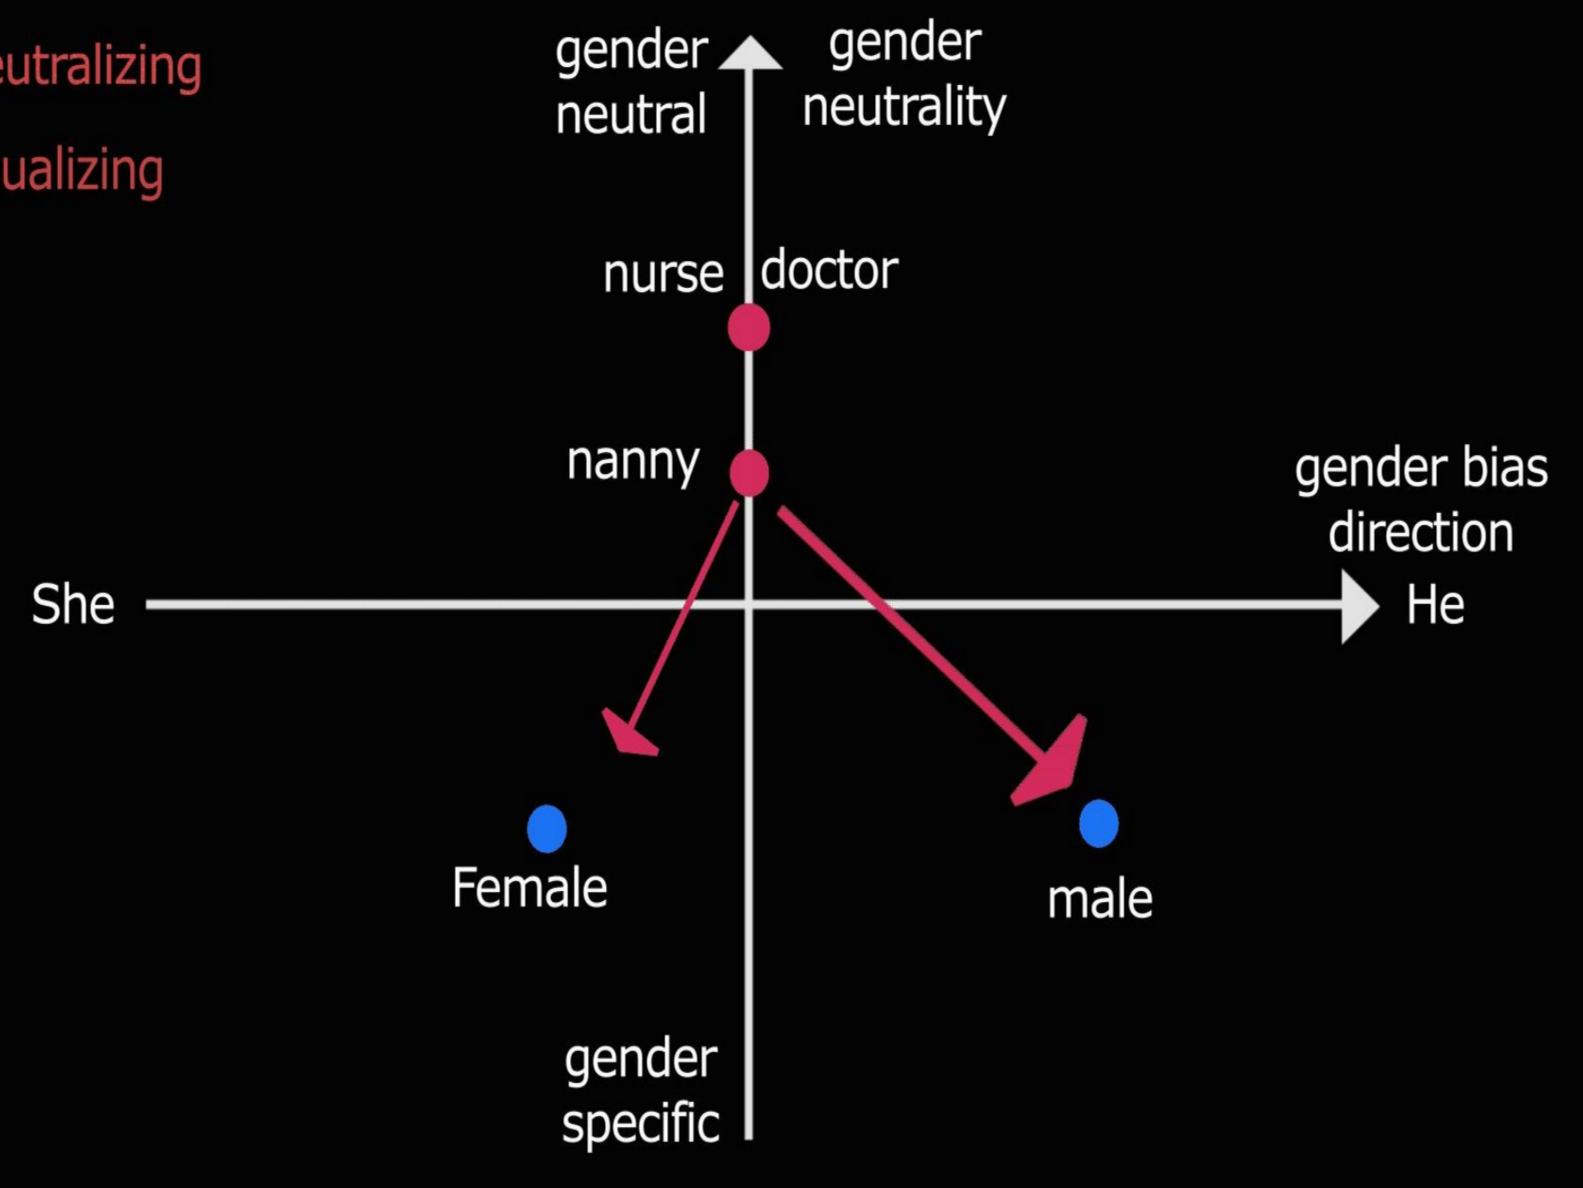 eutralizing
ualizing
gender
neutral
gender
neutrality
nurse
doctor
nanny
gender bias
direction
She
He
Female
male
gender
specific